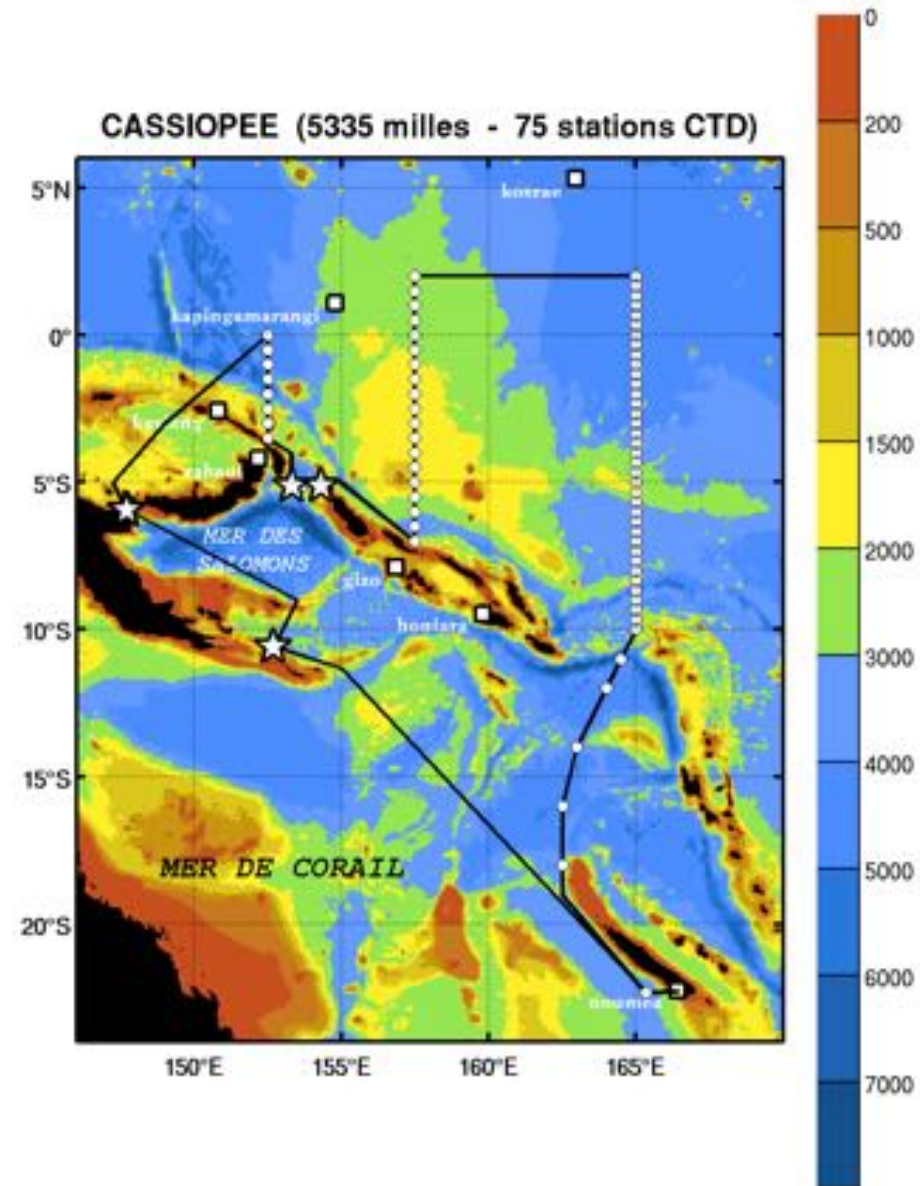 CASSIOPEE (5335 milles - 75 stations CTD)
0
200
500
1000
1500
2000
3000
4000
5000
6000
7000
5°N
0°
5°S
10°S
15°S
20°S
kosrae
kapingamarangi
kavieng
rabaul
MER DES
SALOMONS
gizo
honiara
MER DE CORAIL
noumea
150°E
155°E
160°E
165°E